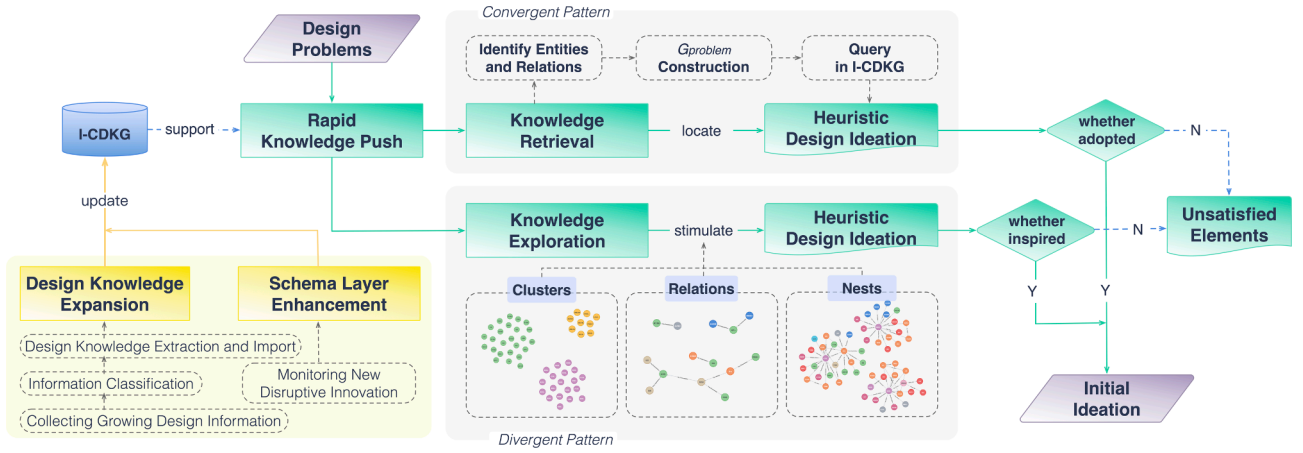 Convergent Pattern
Design
Problems
Identify Entities
and Relations
Gproblem
Construction
Query
in I-CDKG
I-CDKG
support
Rapid
Knowledge Push
Knowledge
Retrieval
locate
Heuristic
Design Ideation
whether
adopted
N
update
Knowledge
Exploration
stimulate
Heuristic
Design Ideation
whether
inspired
N
Unsatisfied
Elements
Design Knowledge
Expansion
Schema Layer
Enhancement
Clusters
Relations
Nests
Y
Y
Design Knowledge Extraction and Import
Information Classification
Monitoring New
Disruptive Innovation
Collecting Growing Design Information
Initial
Ideation
Divergent Pattern